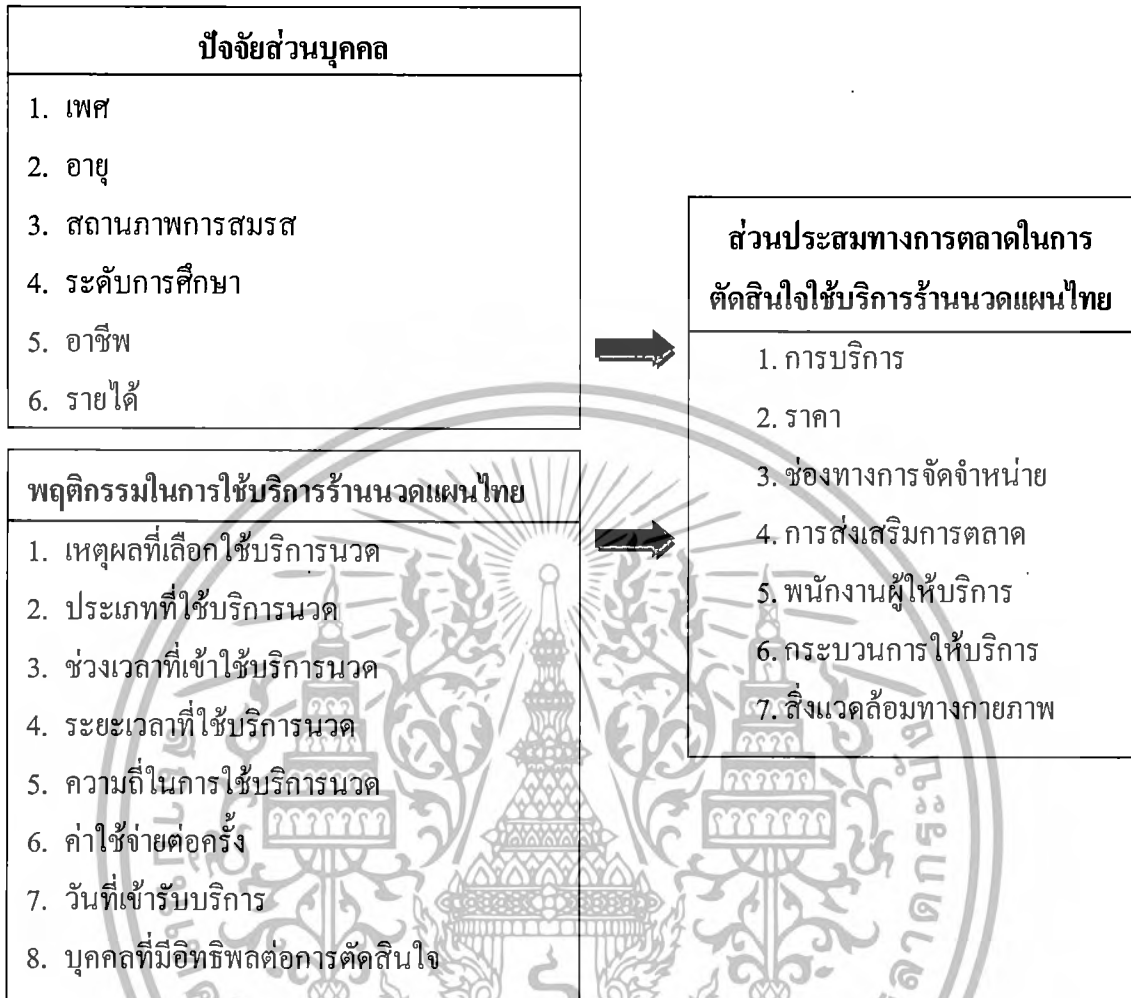 ปัจจัยส่วนบุคคล
1. เพศ
2. อายุ
3. สถานภาพการสมรส
4. ระดับการศึกษา
5. อาชีพ
6. รายได้
พฤติกรรมในการใช้บริการร้านนวดแผนไทย
1. เหตุผลที่เลือกใช้บริการนวด
2. ประเภทที่ใช้บริการนวด
3. ช่วงเวลาที่เข้าใช้บริการนวด
4. ระยะเวลาที่ใช้บริการนวด
5. ความถี่ในการใช้บริการนวด
6. ค่าใช้จ่ายต่อครั้ง
7. วันที่เข้ารับบริการ
8. บุคคลที่มีอิทธิพลต่อการตัดสินใจ
ส่วนประสมทางการตลาดในการ
ตัดสินใจใช้บริการร้านนวดแผนไทย
1. การบริการ
2. ราคา
3. ช่องทางการจัดจำหน่าย
4. การส่งเสริมการตลาด
5. พนักงานผู้ให้บริการ
6. กระบวนการให้บริการ
7. สิ่งแวดล้อมทางกายภาพ